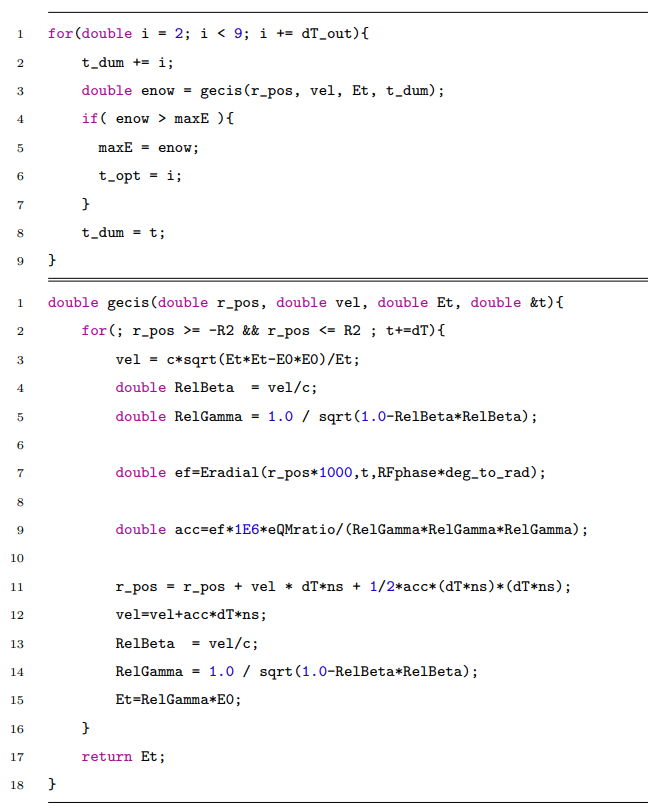 1 for(double i = 2; i < 9; i += dT_out){
2 t_dum += i;
3 double enow = gecis(r_pos, vel, Et, t_dum);
4 if( enow > maxE ){
5 maxE = enow;
6 t_opt = i;
7 }
8 t_dum = t;
9 }
1 double gecis(double r_pos, double vel, double Et, double &t){
2 for(; r_pos >= -R2 && r_pos <= R2 ; t+=dT){
3 vel = c*sqrt(Et*Et-E0*E0)/Et;
4 double RelBeta  = vel/c;
5 double RelGamma = 1.0 / sqrt(1.0-RelBeta*RelBeta);
6
7 double ef=Eradial(r_pos*1000,t,RFphase*deg_to_rad);
8
9 double acc=ef*1E6*eQMratio/(RelGamma*RelGamma*RelGamma);
10
11 r_pos = r_pos + vel * dT*ns + 1/2*acc*(dT*ns)*(dT*ns);
12 vel=vel+acc*dT*ns;
13 RelBeta  = vel/c;
14 RelGamma = 1.0 / sqrt(1.0-RelBeta*RelBeta);
15 Et=RelGamma*E0;
16 }
17 return Et;
18 }